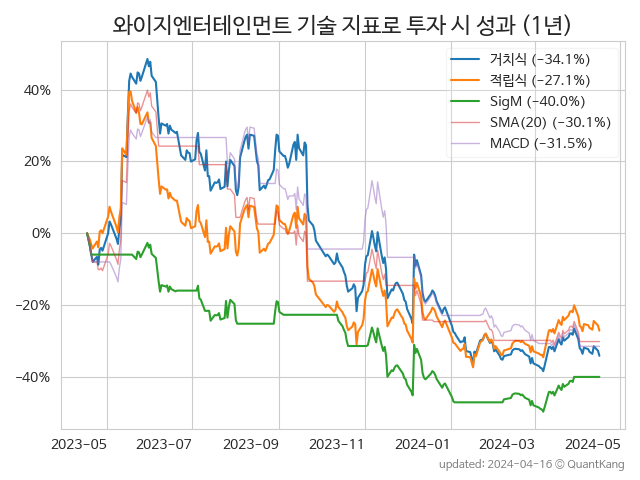 와이지엔터테인먼트 기술 지표로 투자 시 성과 (1년)
거치식 (−34.1%)
적립식 (−27.1%)
SigM (−40.0%)
SMA(20) (−30.1%)
MACD (−31.5%)
40%
20%
0%
−20%
−40%
2023-05 2023-07 2023-09 2023-11 2024-01 2024-03 2024-05
updated: 2024-04-16 © QuantKang